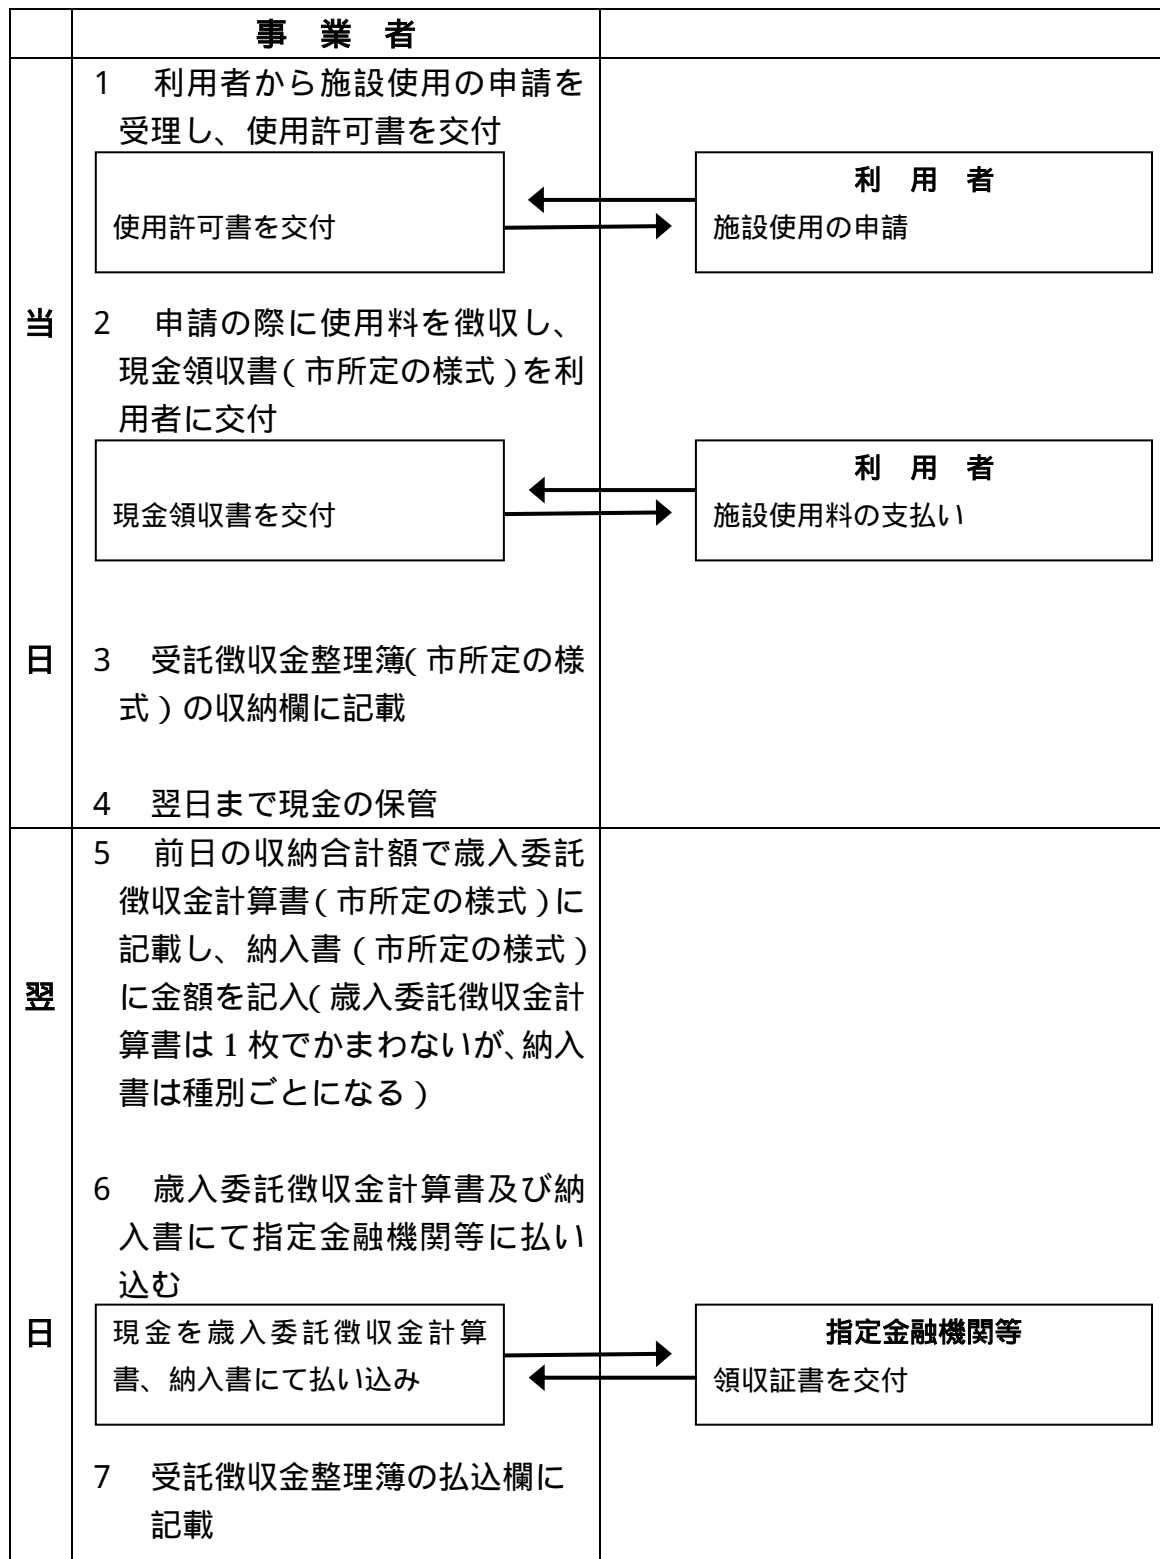 事　業　者
1　利用者から施設使用の申請を
受理し、使用許可書を交付
利　用　者
使用許可書を交付
施設使用の申請
当
2　申請の際に使用料を徴収し、
現金領収書(市所定の様式)を利
用者に交付
利　用　者
現金領収書を交付
施設使用料の支払い
日
3　受託徴収金整理簿(市所定の様
式)の収納欄に記載
4　翌日まで現金の保管
5　前日の収納合計額で歳入委託
徴収金計算書(市所定の様式)に
記載し、納入書(市所定の様式)
翌
に金額を記入(歳入委託徴収金計
算書は1枚でかまわないが、納入
書は種別ごとになる)
6　歳入委託徴収金計算書及び納
入書にて指定金融機関等に払い
込む
日
現金を歳入委託徴収金計算
書、納入書にて払い込み
指定金融機関等
領収証書を交付
7　受託徴収金整理簿の払込欄に
記載